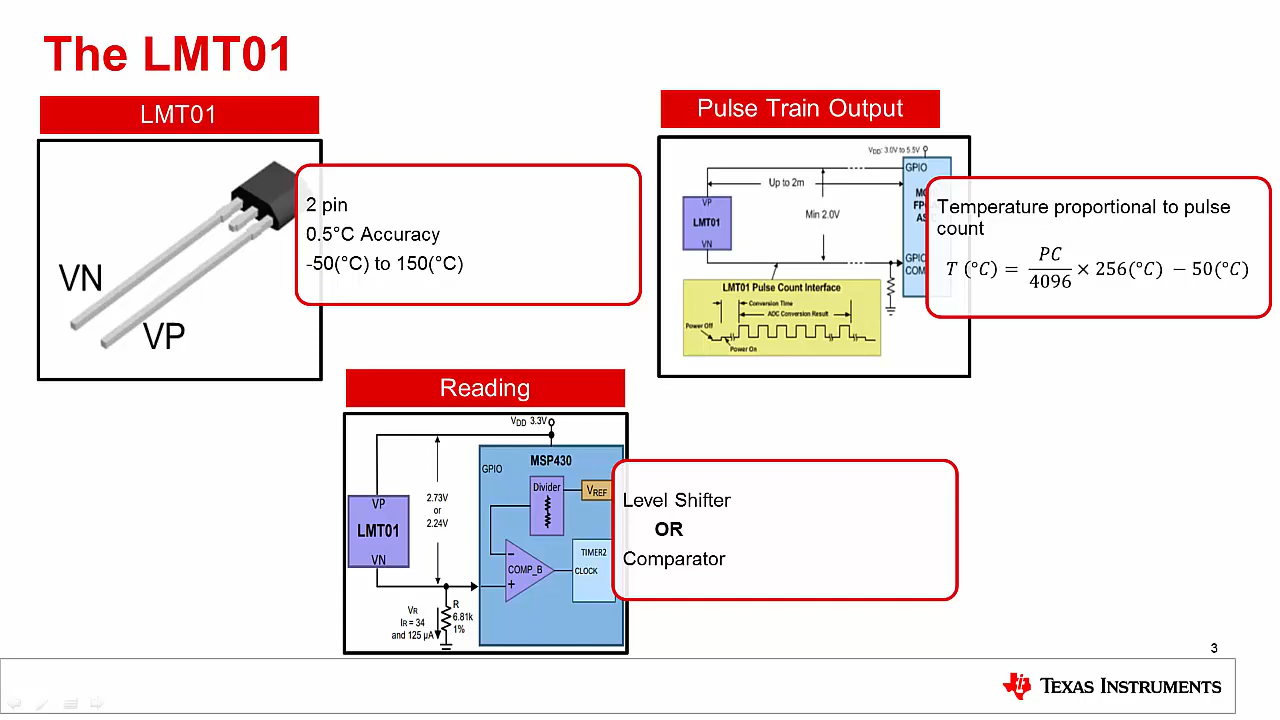 The LMT01
LMT01
VN
VP
2 pin
0.5°C Accuracy
-50(°C) to 150(°C)
Pulse Train Output
VDD: 3.0V to 5.5V
GPIO
Up to 2m
VP
LMT01
VN
Min 2.0V
GPIO
LMT01 Pulse Count Interface
Conversion Time
ADC Conversion Result
Power Off
Power On
Temperature proportional to pulse
count
T (°C) = PC/4096 × 256(°C) − 50(°C)
Reading
VDD 3.3V
GPIO
MSP430
Divider
VREF
2.73V
or
2.24V
VP
LMT01
VN
COMP_B
TIMER2
CLOCK
VR
IR = 34
and 125 µA
R
6.81k
1%
Level Shifter
OR
Comparator
3
TEXAS INSTRUMENTS